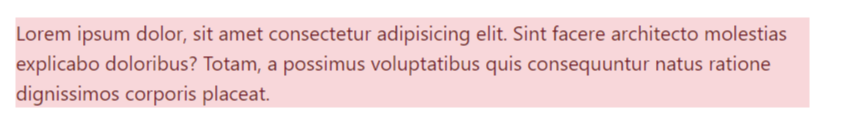 Lorem ipsum dolor, sit amet consectetur adipisicing elit. Sint facere architecto molestias
explicabo doloribus? Totam, a possimus voluptatibus quis consequuntur natus ratione
dignissimos corporis placeat.